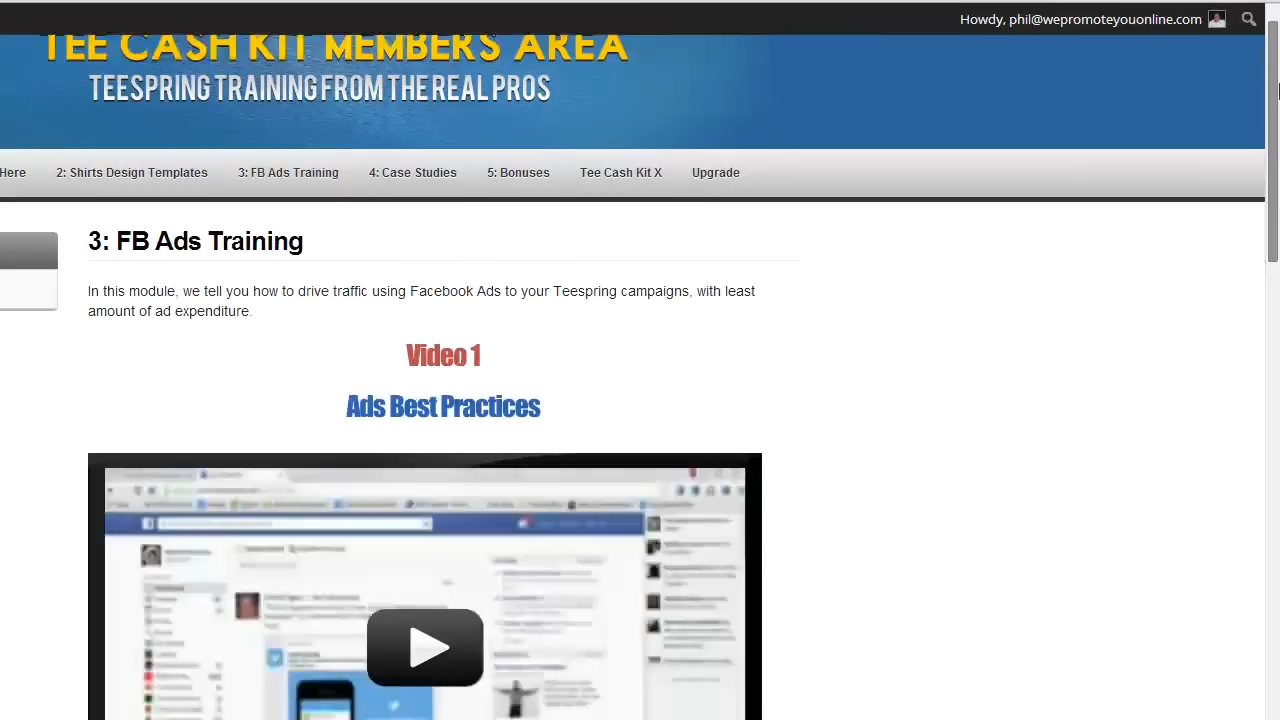 Howdy, phil@wepromoteyouonline.com
TEE CASH KIT MEMBERS AREA
TEESPRING TRAINING FROM THE REAL PROS
Here 2: Shirts Design Templates 3: FB Ads Training 4: Case Studies 5: Bonuses Tee Cash Kit X Upgrade
3: FB Ads Training
In this module, we tell you how to drive traffic using Facebook Ads to your Teespring campaigns, with least
amount of ad expenditure.
Video 1
Ads Best Practices